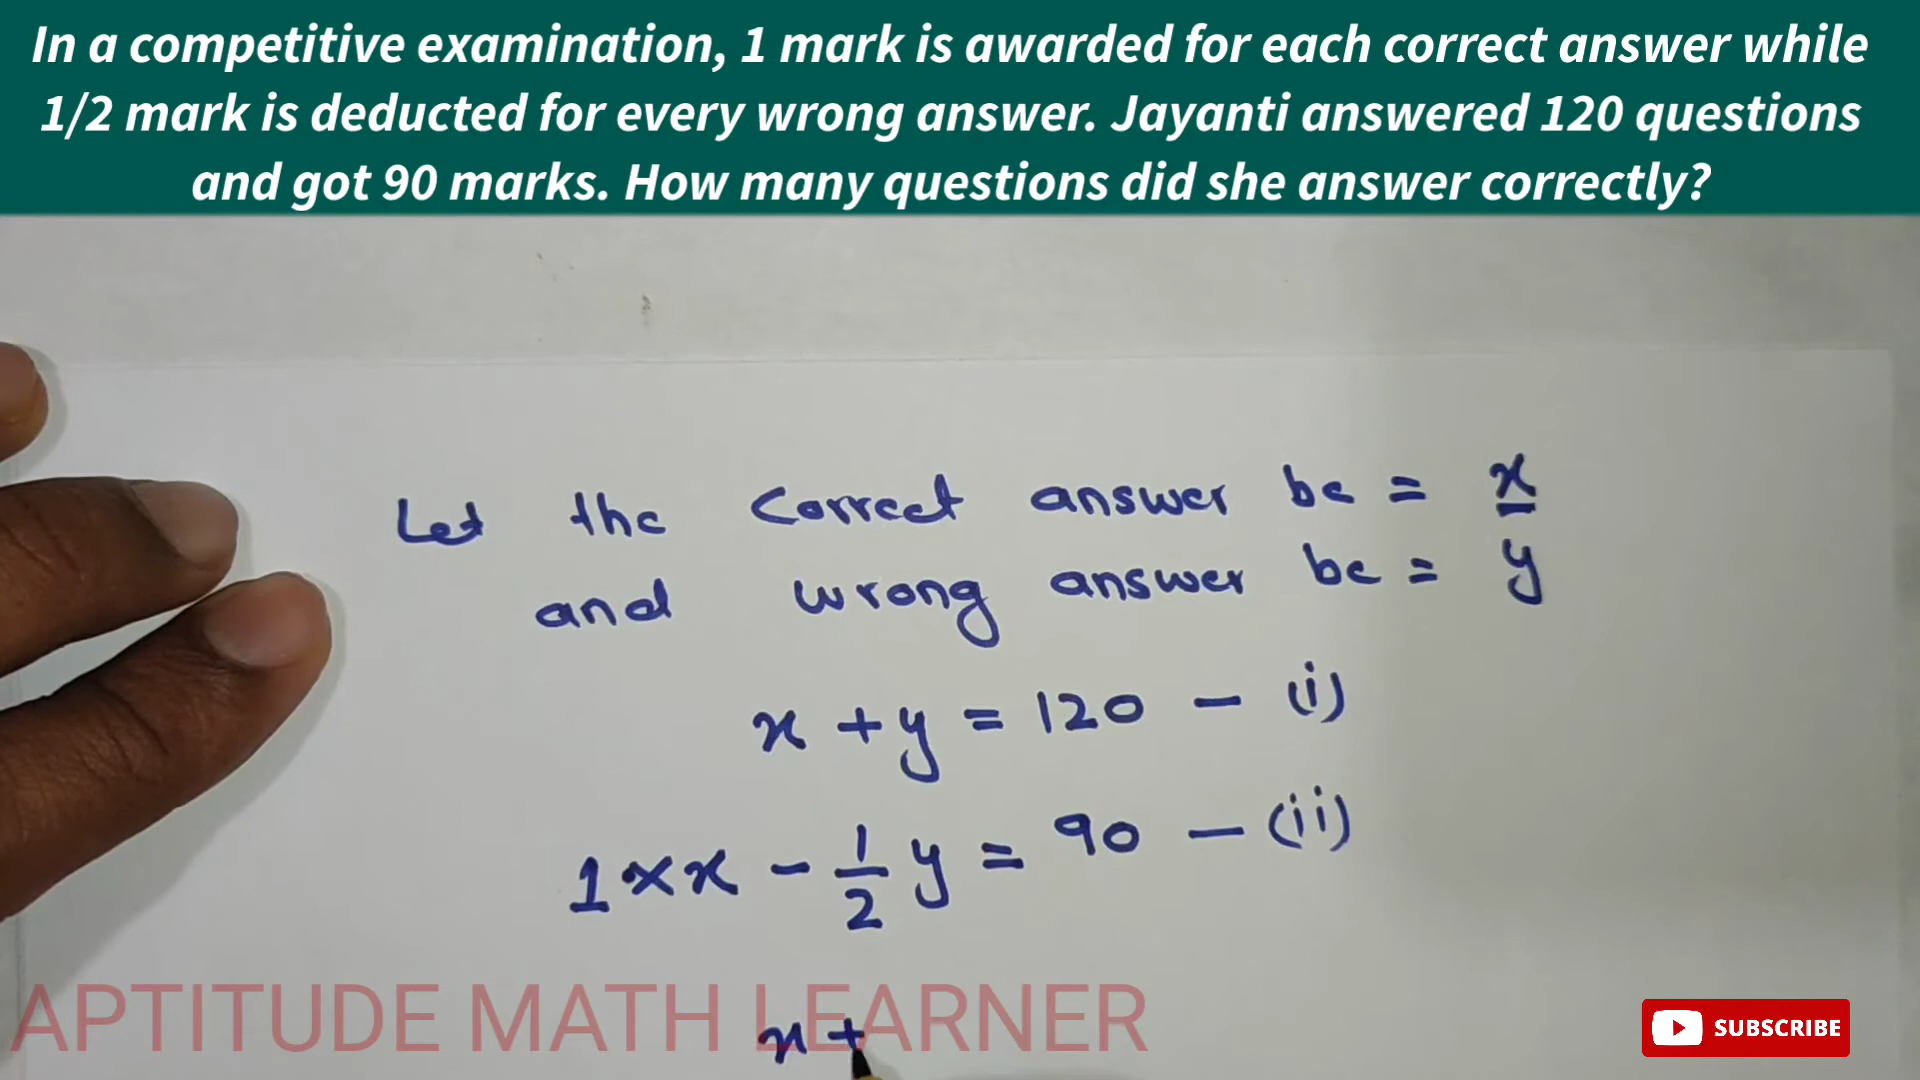 In a competitive examination, 1 mark is awarded for each correct answer while
1/2 mark is deducted for every wrong answer. Jayanti answered 120 questions
and got 90 marks. How many questions did she answer correctly?
Let the correct answer be = x
and wrong answer be = y
x + y = 120 — (i)
1 × x - 1/2 y = 90 — (ii)
APTITUDE MATH LEARNER
x +
SUBSCRIBE